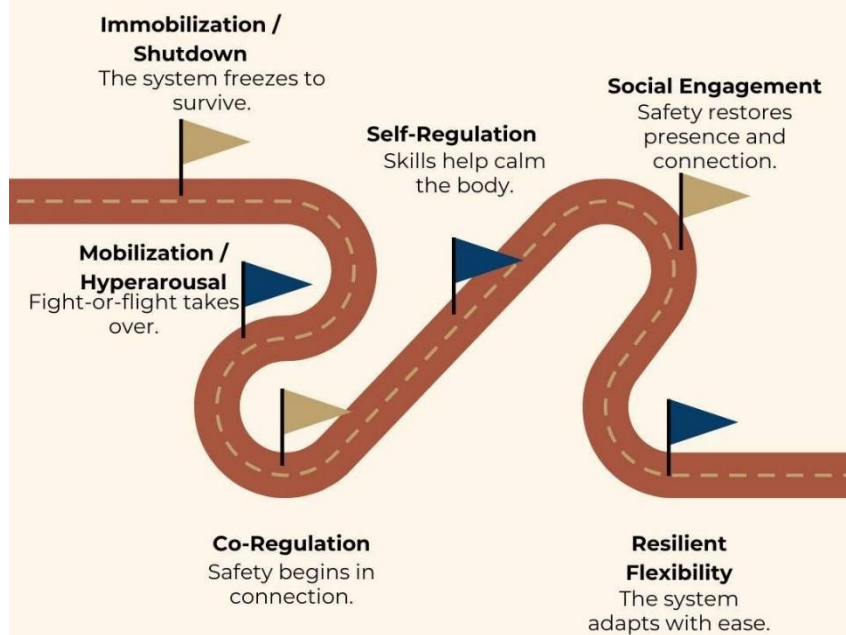 Immobilization /
Shutdown
The system freezes to
survive.
Mobilization /
Hyperarousal
Fight-or-flight takes
over.
Co-Regulation
Safety begins in
connection.
Self-Regulation
Skills help calm
the body.
Social Engagement
Safety restores
presence and
connection.
Resilient
Flexibility
The system
adapts with ease.